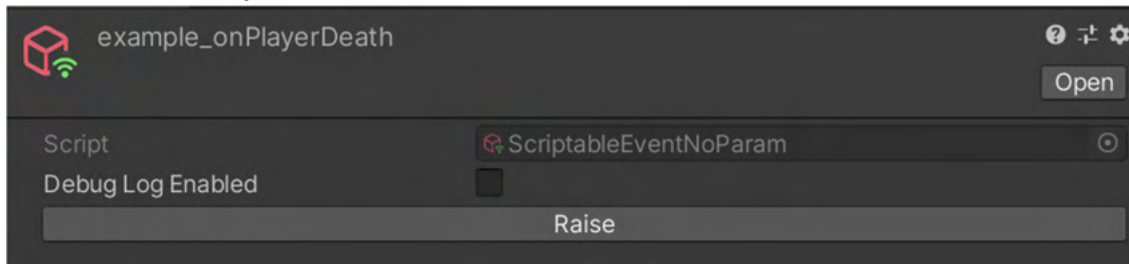 example_onPlayerDeath
Open
Script ScriptableEventNoParam
Debug Log Enabled
Raise